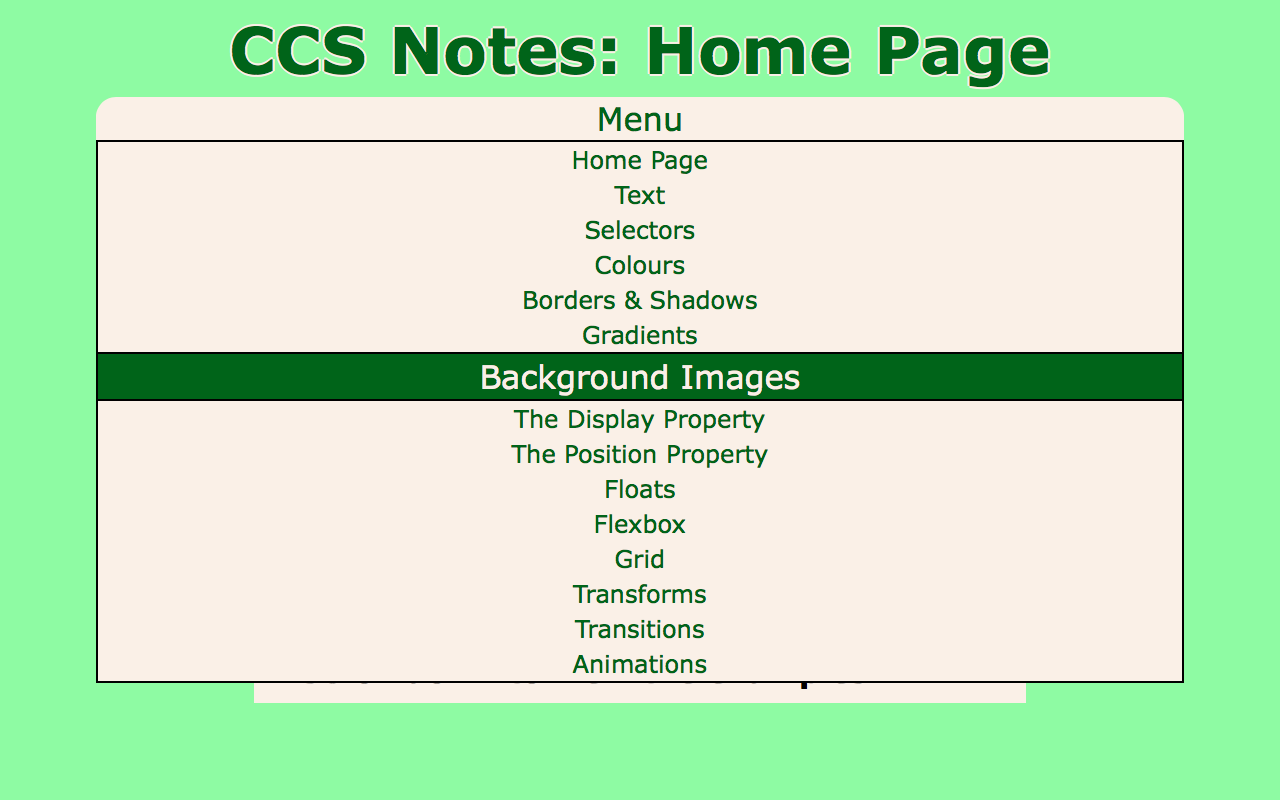 CCS Notes: Home Page
Menu
Home Page
Text
Selectors
Colours
Borders & Shadows
Gradients
Background Images
The Display Property
The Position Property
Floats
Flexbox
Grid
Transforms
Transitions
Animations